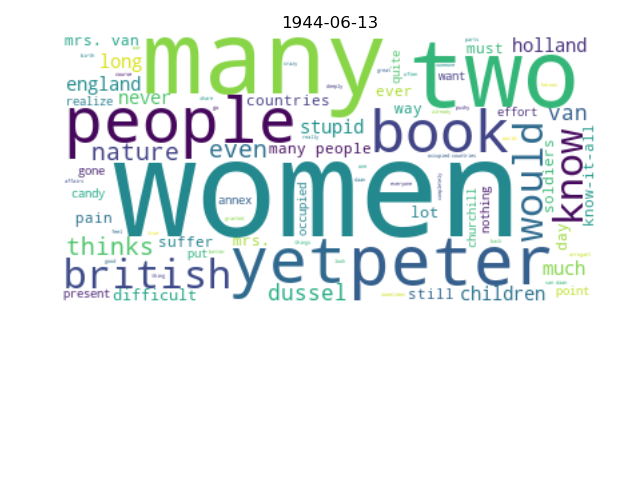 1944-06-13
mrs. van
many
two
holland
long
quite
must
england
ever
want
realize
never
countries
way
effort
van
people
stupid
book
nature
even
many people
would
soldiers
know
know-it-all
gone
women
candy
annex
occupied
lot
churchill
nothing
pain
day
thinks
suffer
mrs.
yet
peter
put
british
much
present
difficult
dussel
still
children
point
occupied countries
everyone